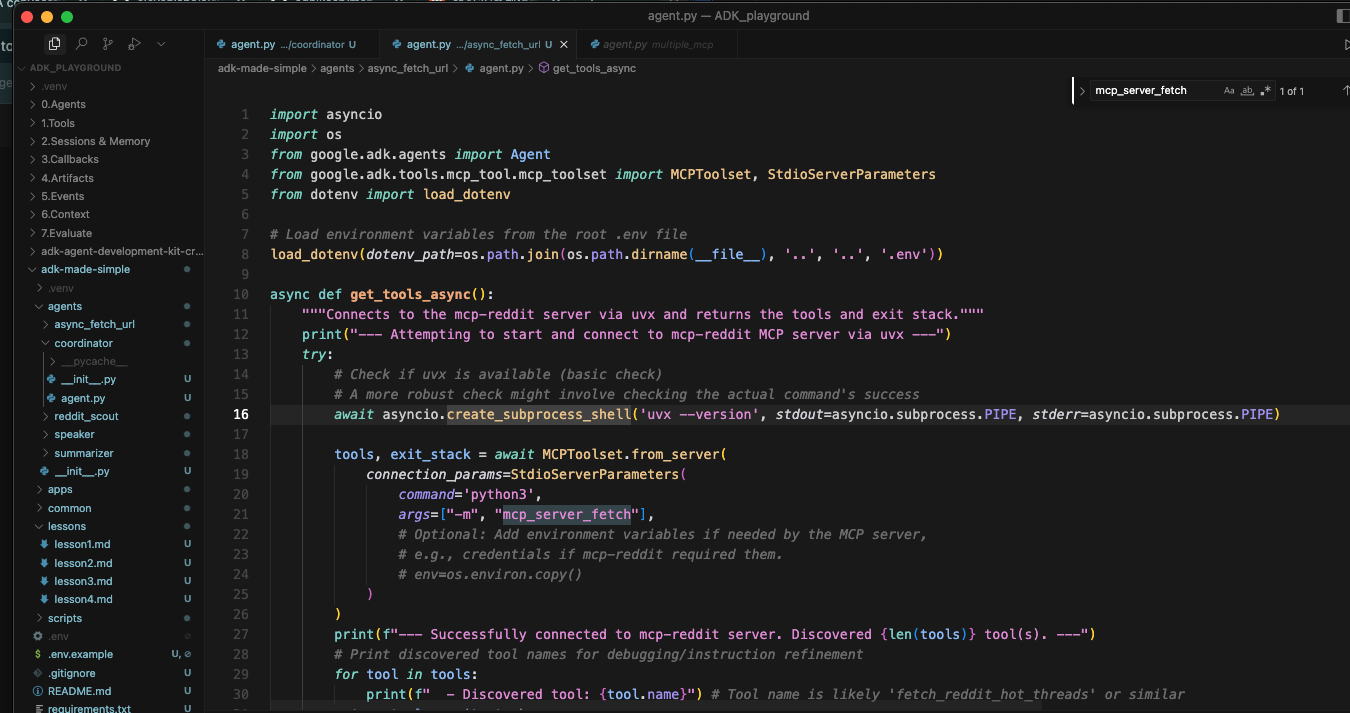 agent.py — ADK_playground
agent.py .../coordinator U
agent.py .../async_fetch_url U
agent.py multiple_mcp
adk-made-simple > agents > async_fetch_url > agent.py > get_tools_async
mcp_server_fetch Aa ab .* 1 of 1
ADK_PLAYGROUND
.venv
0.Agents
1.Tools
2.Sessions & Memory
3.Callbacks
4.Artifacts
5.Events
6.Context
7.Evaluate
adk-agent-development-kit-cr...
adk-made-simple
.venv
agents
async_fetch_url
coordinator
__pycache__
__init__.py U
agent.py U
reddit_scout
speaker
summarizer
__init__.py U
apps
common
lessons
lesson1.md U
lesson2.md U
lesson3.md U
lesson4.md U
scripts
.env
$ .env.example U,
.gitignore U
README.md U
requirements.txt U
1 import asyncio
2 import os
3 from google.adk.agents import Agent
4 from google.adk.tools.mcp_tool.mcp_toolset import MCPToolset, StdioServerParameters
5 from dotenv import load_dotenv
6
7 # Load environment variables from the root .env file
8 load_dotenv(dotenv_path=os.path.join(os.path.dirname(__file__), '..', '..', '.env'))
9
10 async def get_tools_async():
11 """Connects to the mcp-reddit server via uvx and returns the tools and exit stack."""
12 print("--- Attempting to start and connect to mcp-reddit MCP server via uvx ---")
13 try:
14 # Check if uvx is available (basic check)
15 # A more robust check might involve checking the actual command's success
16 await asyncio.create_subprocess_shell('uvx --version', stdout=asyncio.subprocess.PIPE, stderr=asyncio.subprocess.PIPE)
17
18 tools, exit_stack = await MCPToolset.from_server(
19 connection_params=StdioServerParameters(
20 command='python3',
21 args=["-m", "mcp_server_fetch"],
22 # Optional: Add environment variables if needed by the MCP server,
23 # e.g., credentials if mcp-reddit required them.
24 # env=os.environ.copy()
25 )
26 )
27 print(f"--- Successfully connected to mcp-reddit server. Discovered {len(tools)} tool(s). ---")
28 # Print discovered tool names for debugging/instruction refinement
29 for tool in tools:
30 print(f"  - Discovered tool: {tool.name}") # Tool name is likely 'fetch_reddit_hot_threads' or similar